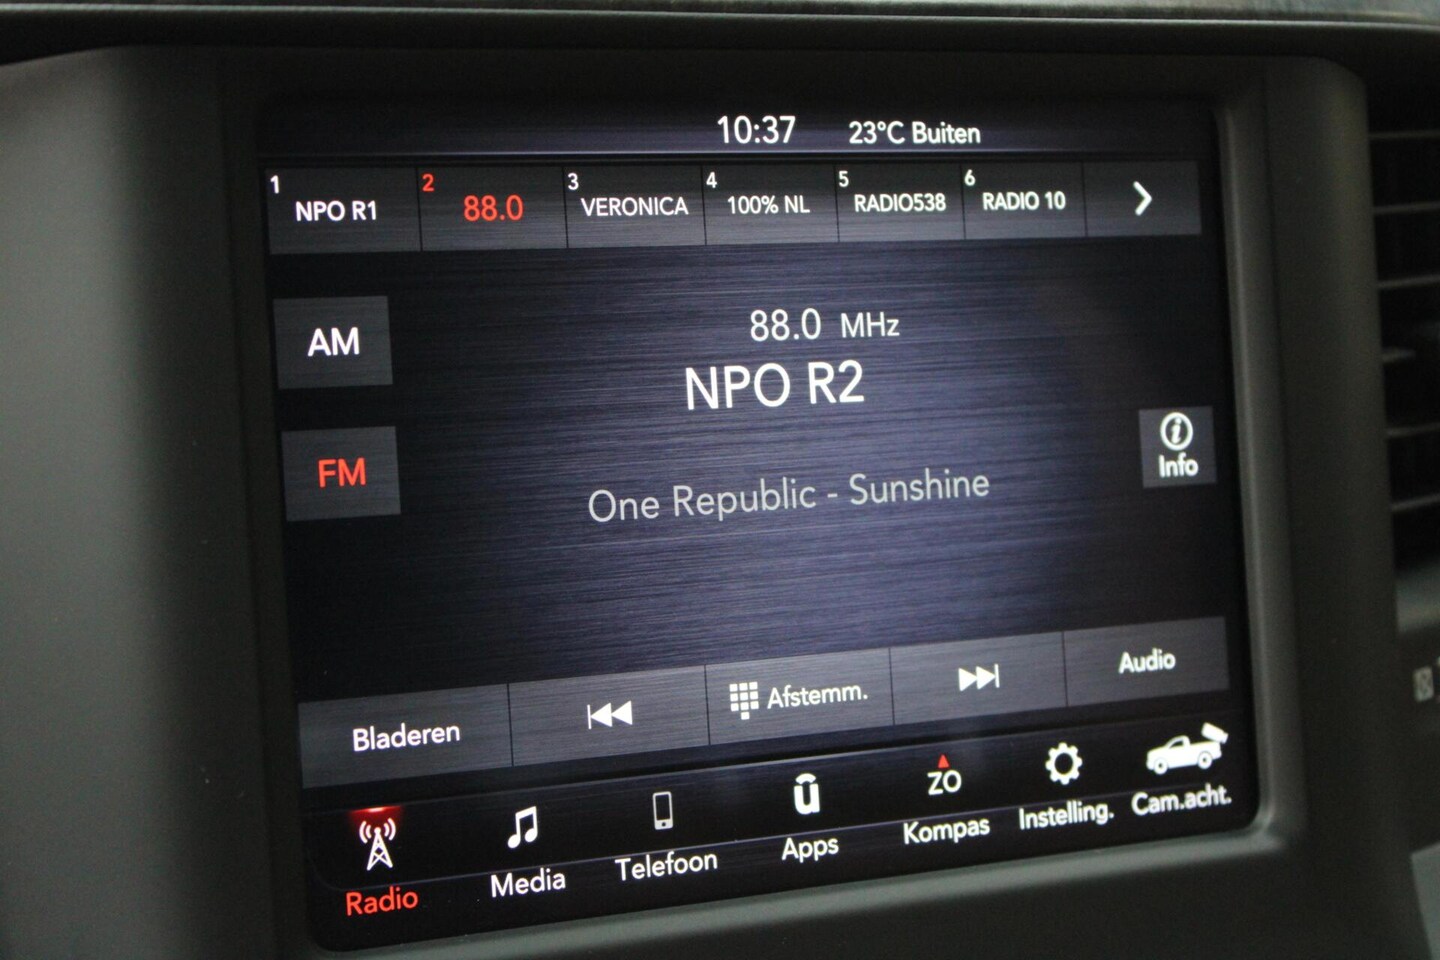 10:37 23°C Buiten
1 NPO R1 2 88.0 3 VERONICA 4 100% NL 5 RADIO538 6 RADIO 10
AM
88.0 MHz
NPO R2
FM
Info
One Republic - Sunshine
Bladeren Afstemm. Audio
ZO
Radio Media Telefoon Apps Kompas Instelling. Cam.acht.